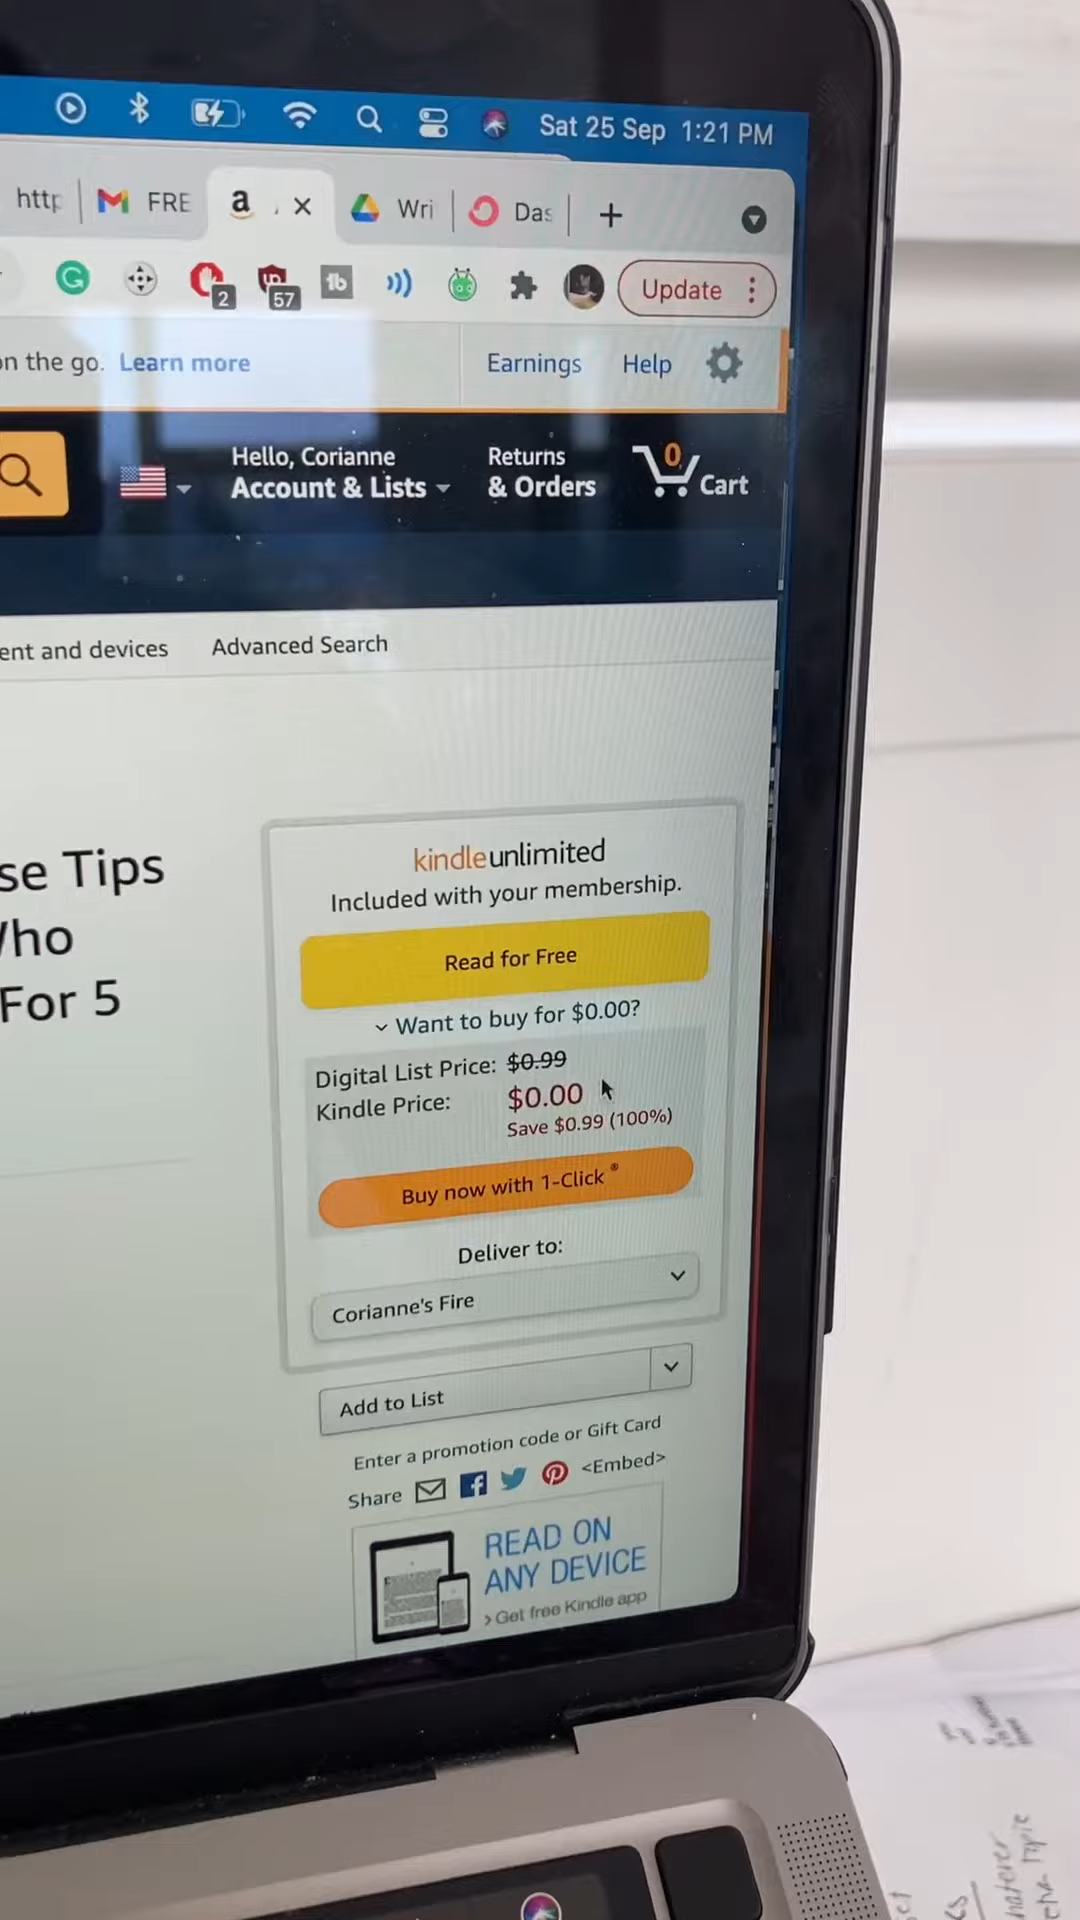 Sat 25 Sep 1:21 PM
http
FRE
a
Wri
Das
+
2
57
1b
Update
on the go. Learn more
Earnings
Help
Hello, Corianne
Account & Lists
Returns
& Orders
0
Cart
ent and devices
Advanced Search
se Tips
Who
For 5
kindleunlimited
Included with your membership.
Read for Free
Want to buy for $0.00?
Digital List Price: $0.99
Kindle Price: $0.00
Save $0.99 (100%)
Buy now with 1-Click®
Deliver to:
Corianne's Fire
Add to List
Enter a promotion code or Gift Card
Share
<Embed>
READ ON
ANY DEVICE
› Get free Kindle app